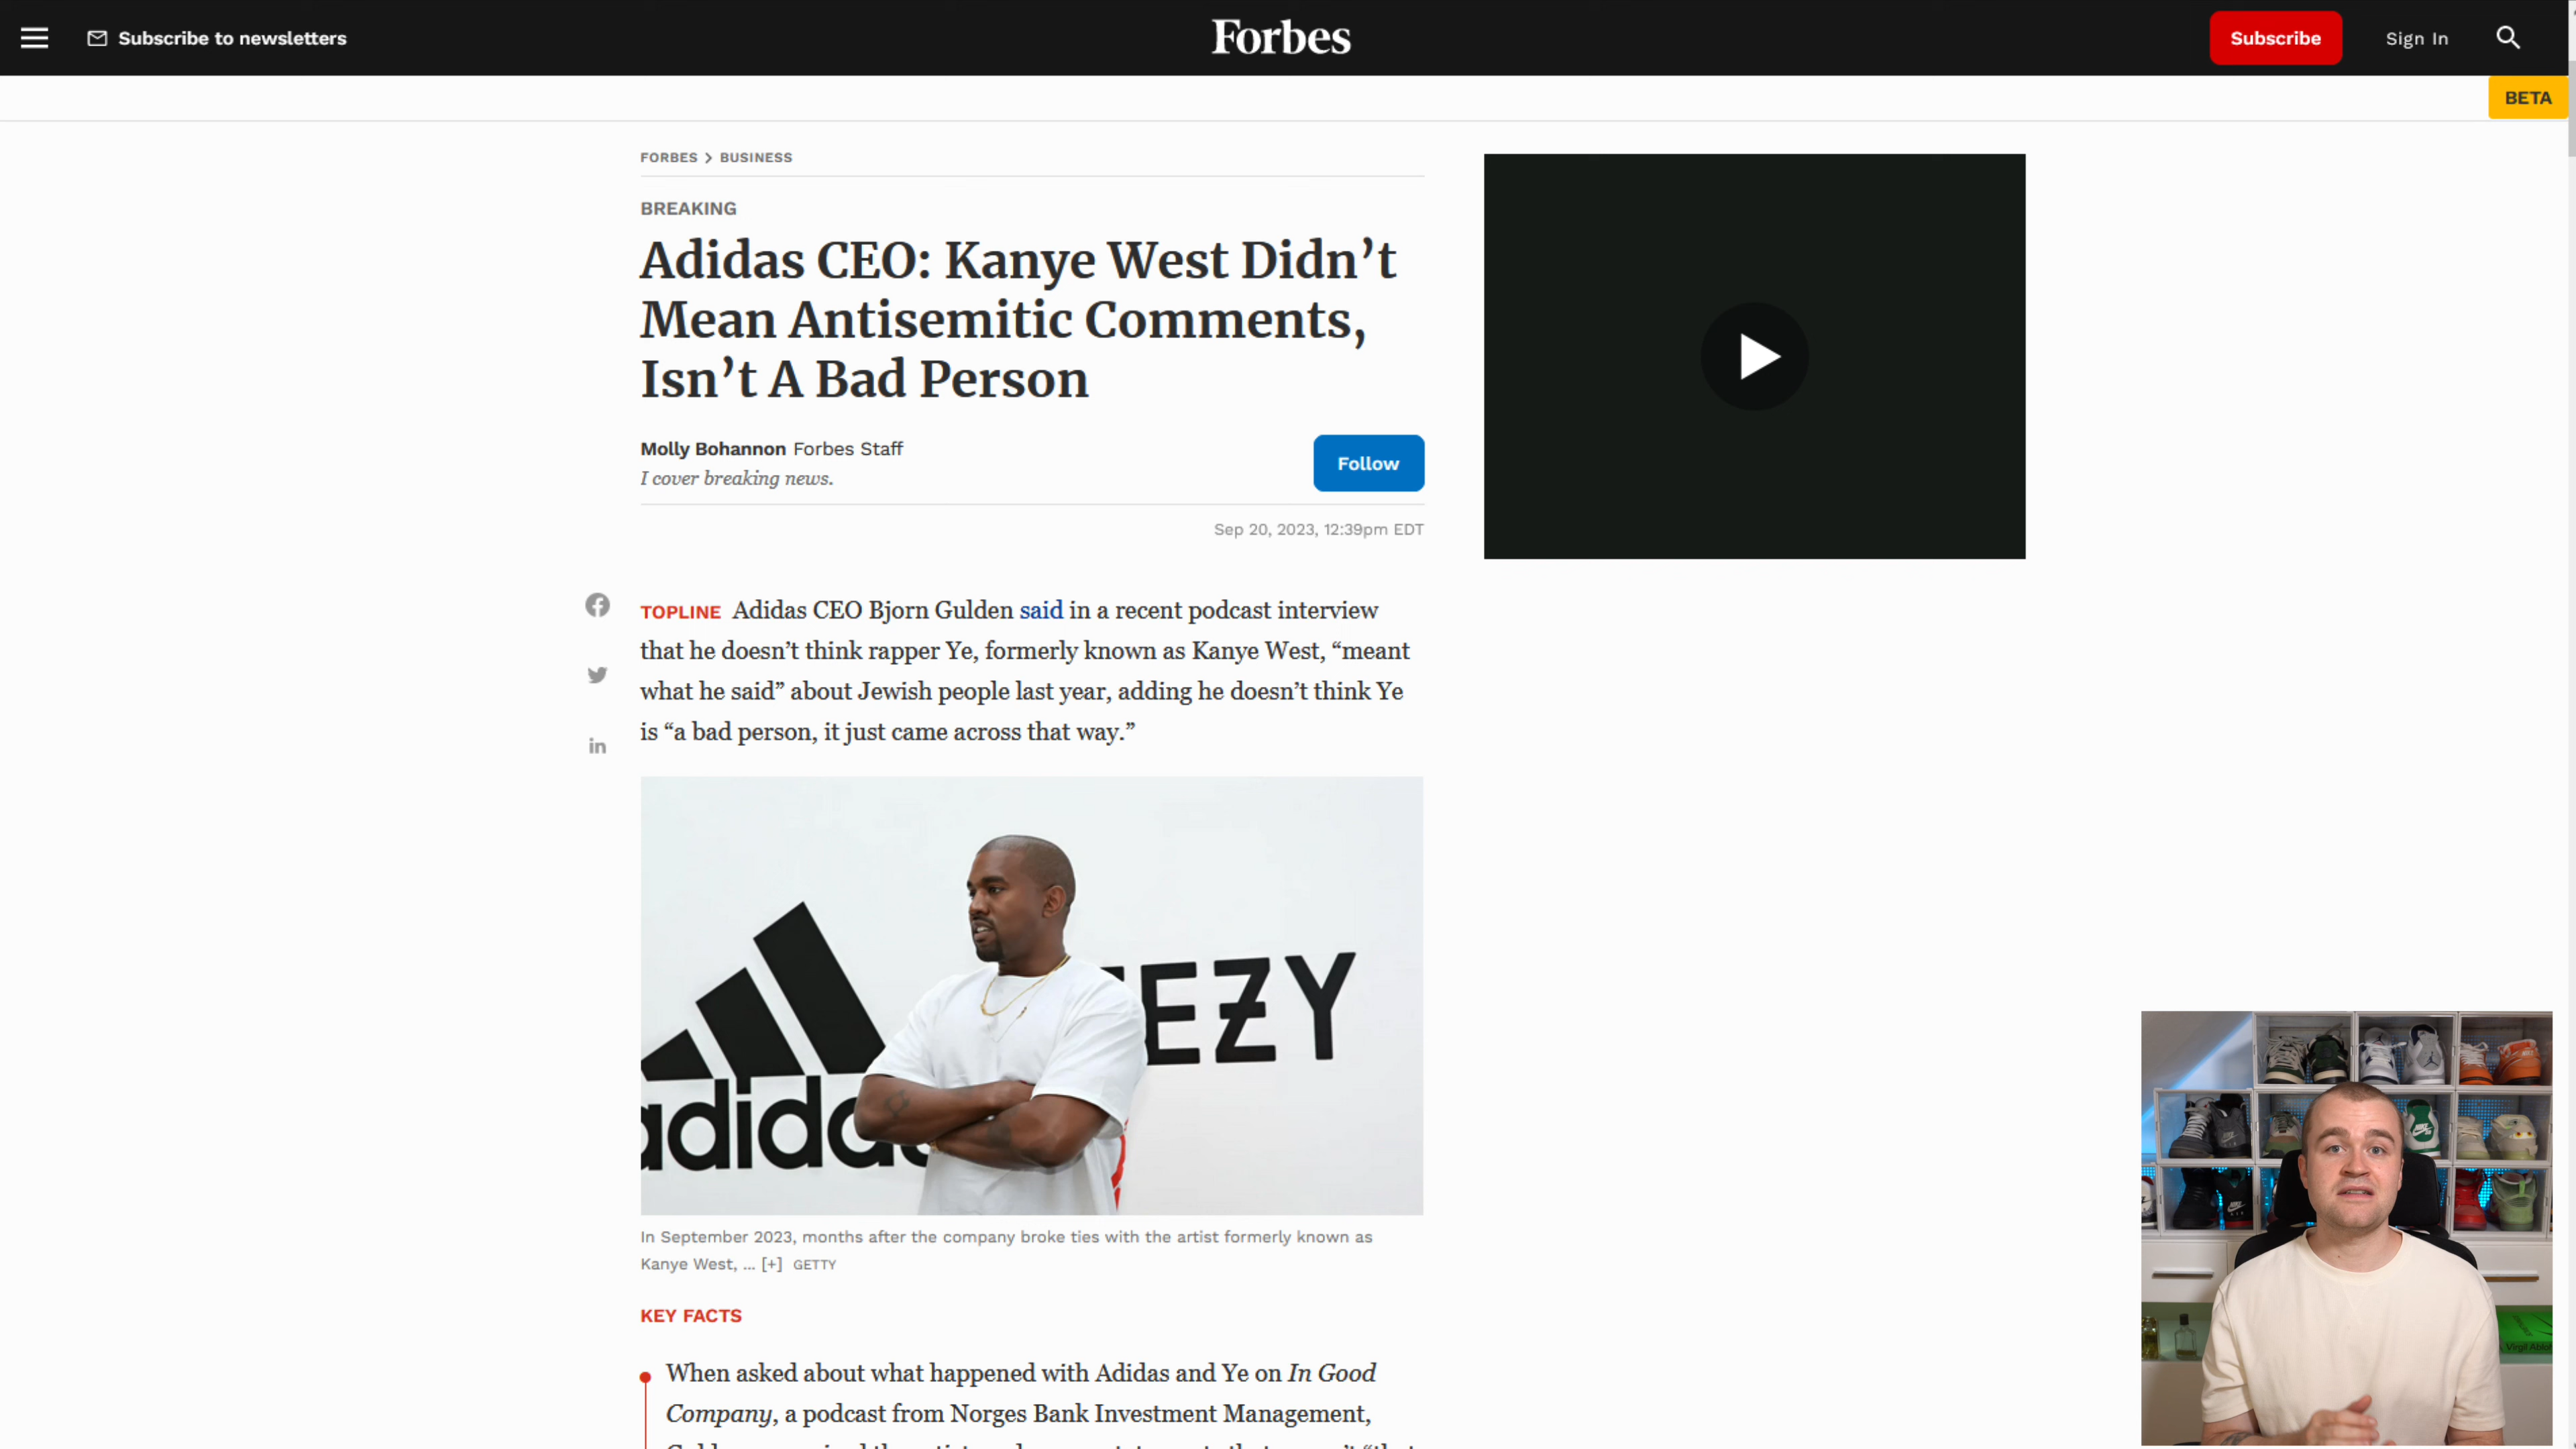 Subscribe to newsletters
Forbes
Subscribe
Sign In
BETA
FORBES > BUSINESS
BREAKING
Adidas CEO: Kanye West Didn’t
Mean Antisemitic Comments,
Isn’t A Bad Person
Molly Bohannon Forbes Staff
I cover breaking news.
Follow
Sep 20, 2023, 12:39pm EDT
TOPLINE Adidas CEO Bjorn Gulden said in a recent podcast interview
that he doesn’t think rapper Ye, formerly known as Kanye West, “meant
what he said” about Jewish people last year, adding he doesn’t think Ye
is “a bad person, it just came across that way.”
in
EZY
adidas
In September 2023, months after the company broke ties with the artist formerly known as
Kanye West, ... [+] GETTY
KEY FACTS
When asked about what happened with Adidas and Ye on In Good
Company, a podcast from Norges Bank Investment Management,
Virgil Abloh